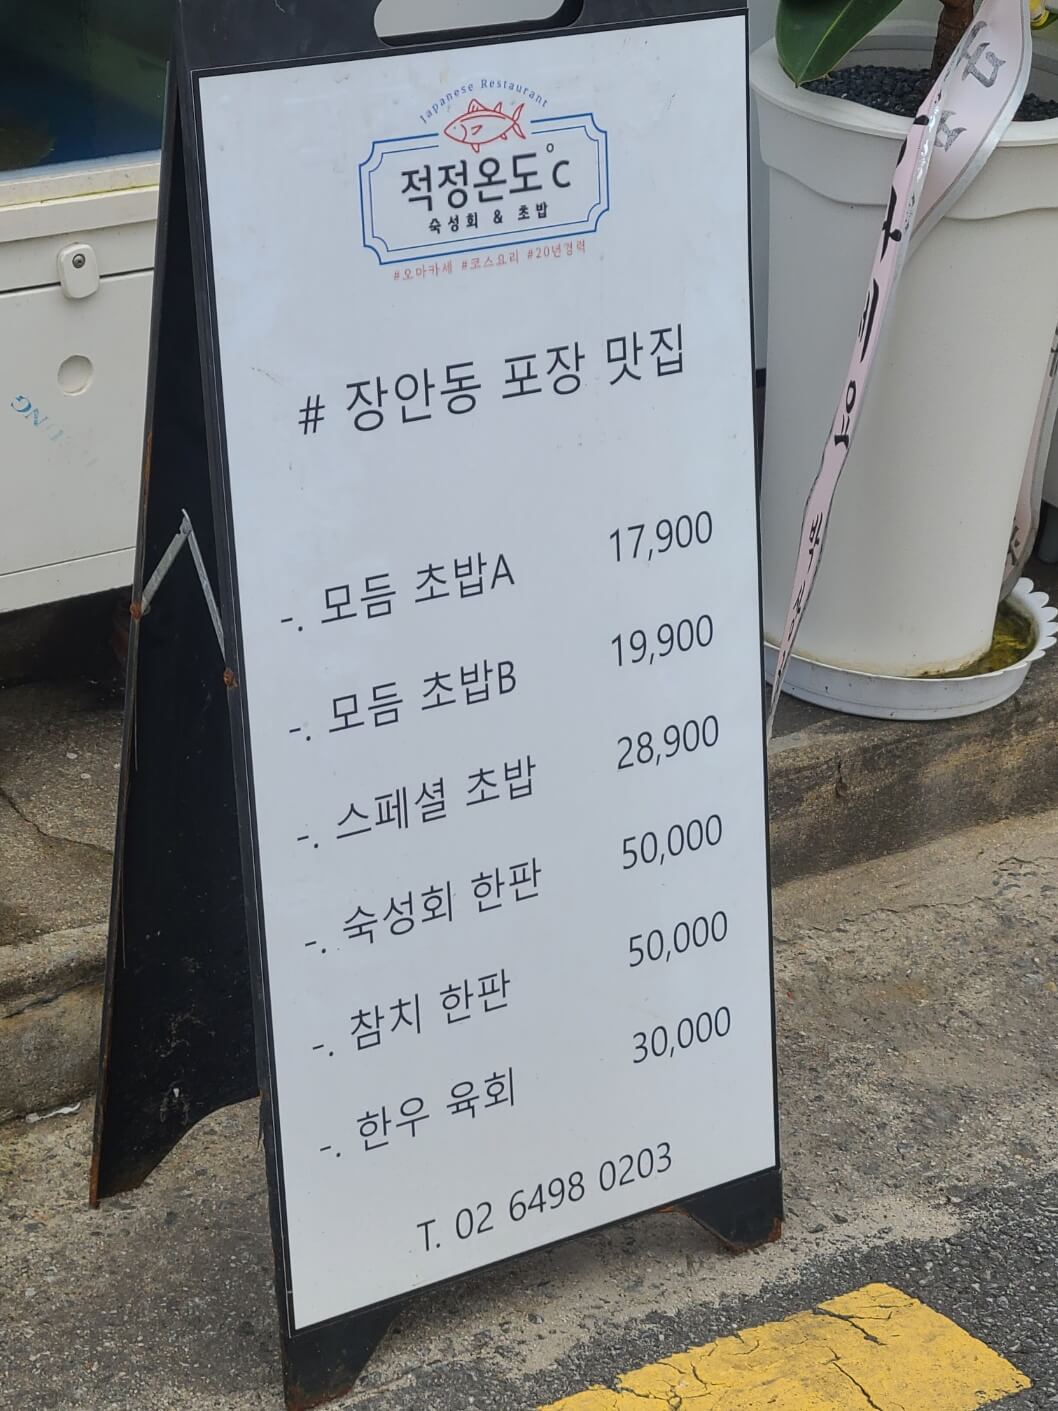 Japanese Restaurant
적정온도℃
숙성회 & 초밥
#오마카세 #코스요리 #20년경력
# 장안동 포장 맛집
-. 모듬 초밥A 17,900
-. 모듬 초밥B 19,900
-. 스페셜 초밥 28,900
-. 숙성회 한판 50,000
-. 참치 한판 50,000
-. 한우 육회 30,000
T. 02 6498 0203